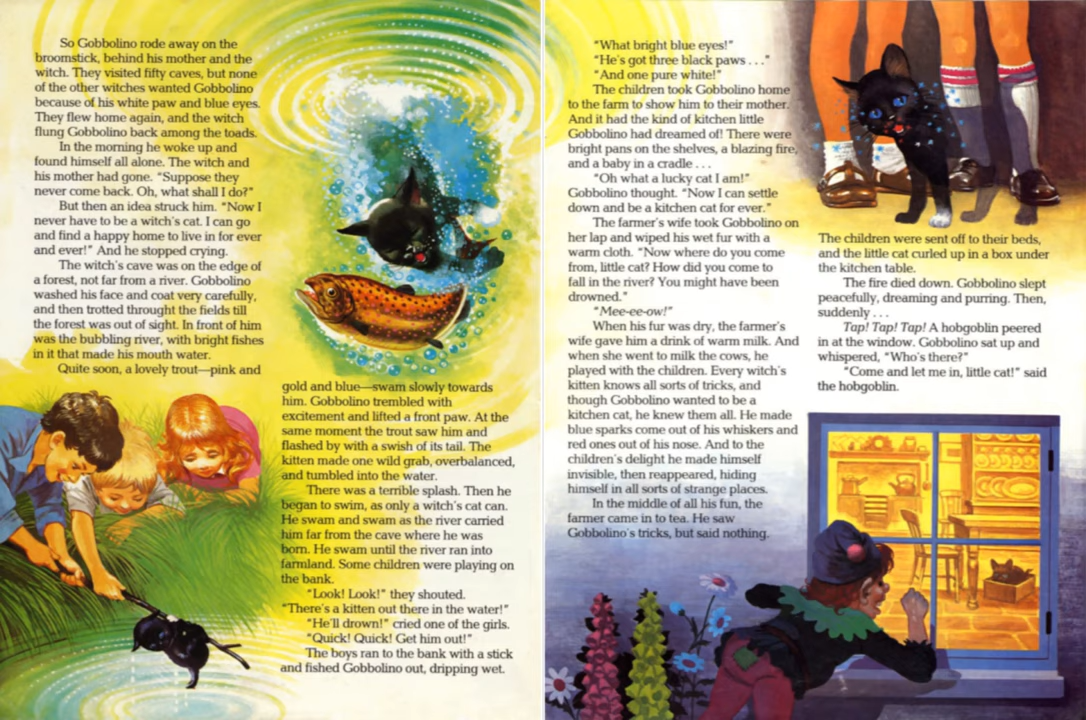 So Gobbolino rode away on the
broomstick, behind his mother and the
witch. They visited fifty caves, but none
of the other witches wanted Gobbolino
because of his white paw and blue eyes.
They flew home again, and the witch
flung Gobbolino back among the toads.
In the morning he woke up and
found himself all alone. The witch and
his mother had gone. "Suppose they
never come back. Oh, what shall I do?"
But then an idea struck him. "Now I
never have to be a witch's cat. I can go
and find a happy home to live in for ever
and ever!" And he stopped crying.
The witch's cave was on the edge of
a forest, not far from a river. Gobbolino
washed his face and coat very carefully,
and then trotted throught the fields till
the forest was out of sight. In front of him
was the bubbling river, with bright fishes
in it that made his mouth water.
Quite soon, a lovely trout—pink and
gold and blue—swam slowly towards
him. Gobbolino trembled with
excitement and lifted a front paw. At the
same moment the trout saw him and
flashed by with a swish of its tail. The
kitten made one wild grab, overbalanced,
and tumbled into the water.
There was a terrible splash. Then he
began to swim, as only a witch's cat can.
He swam and swam as the river carried
him far from the cave where he was
born. He swam until the river ran into
farmland. Some children were playing on
the bank.
"Look! Look!" they shouted.
"There's a kitten out there in the water!"
"He'll drown!" cried one of the girls.
"Quick! Quick! Get him out!"
The boys ran to the bank with a stick
and fished Gobbolino out, dripping wet.
"What bright blue eyes!"
"He's got three black paws . . ."
"And one pure white!"
The children took Gobbolino home
to the farm to show him to their mother.
And it had the kind of kitchen little
Gobbolino had dreamed of! There were
bright pans on the shelves, a blazing fire,
and a baby in a cradle . . .
"Oh what a lucky cat I am!"
Gobbolino thought. "Now I can settle
down and be a kitchen cat for ever."
The farmer's wife took Gobbolino on
her lap and wiped his wet fur with a
warm cloth. "Now where do you come
from, little cat? How did you come to
fall in the river? You might have been
drowned."
"Mee-ee-ow!"
When his fur was dry, the farmer's
wife gave him a drink of warm milk. And
when she went to milk the cows, he
played with the children. Every witch's
kitten knows all sorts of tricks, and
though Gobbolino wanted to be a
kitchen cat, he knew them all. He made
blue sparks come out of his whiskers and
red ones out of his nose. And to the
children's delight he made himself
invisible, then reappeared, hiding
himself in all sorts of strange places.
In the middle of all his fun, the
farmer came in to tea. He saw
Gobbolino's tricks, but said nothing.
The children were sent off to their beds,
and the little cat curled up in a box under
the kitchen table.
The fire died down. Gobbolino slept
peacefully, dreaming and purring. Then,
suddenly . . .
Tap! Tap! Tap! A hobgoblin peered
in at the window. Gobbolino sat up and
whispered, "Who's there?"
"Come and let me in, little cat!" said
the hobgoblin.